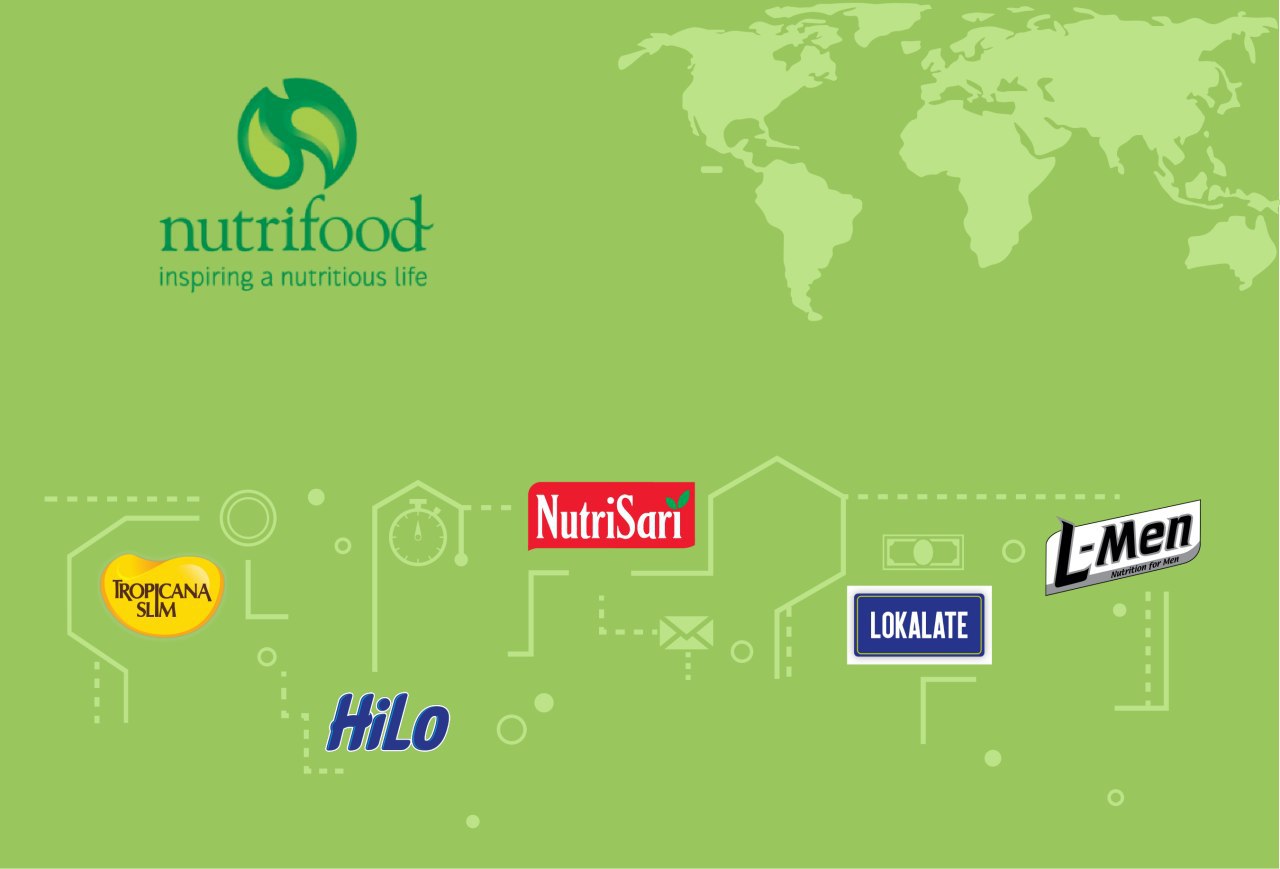 nutrifood
inspiring a nutritious life
NutriSari
L-Men
Nutrition for Men
TROPICANA
SLIM
LOKALATE
HiLo